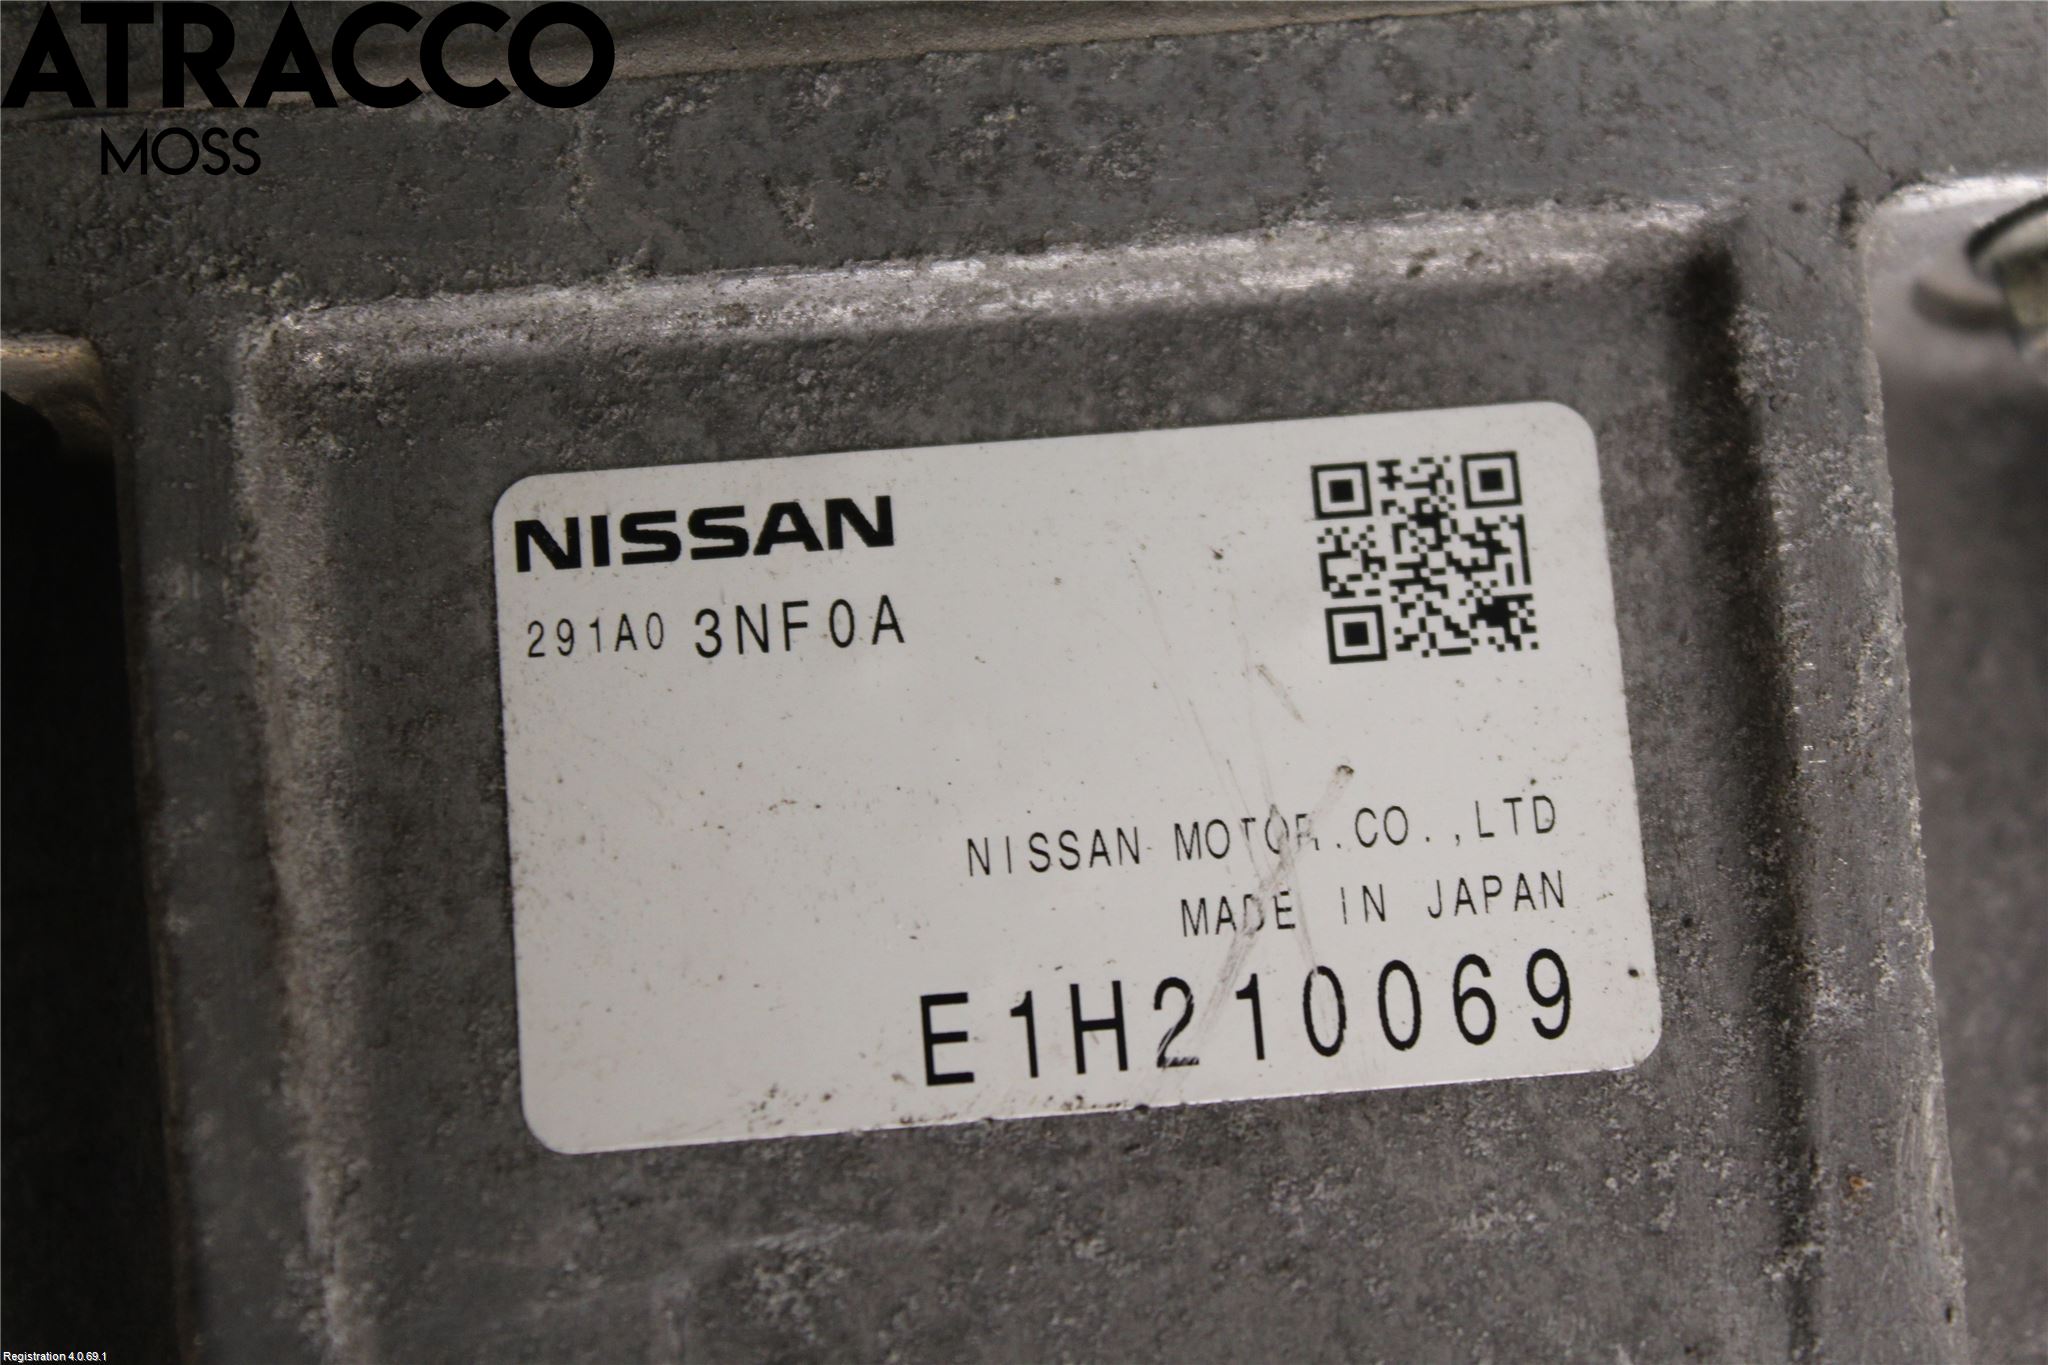 ATRACCO
MOSS
NISSAN
291A0 3NF0A
NISSAN MOTOR.CO.,LTD
MADE IN JAPAN
E1H210069
Registration 4.0.69.1